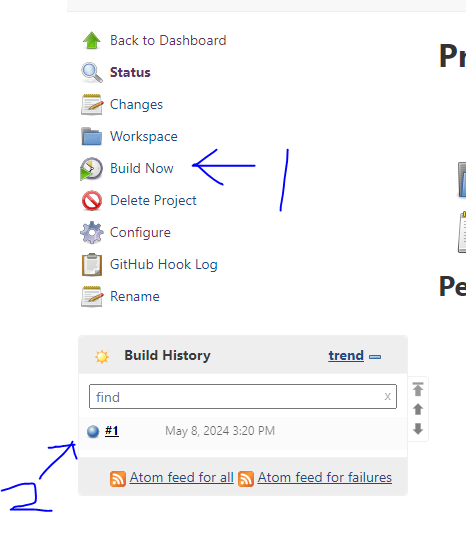 Back to Dashboard
Pr
Status
Changes
Workspace
Build Now
1
Delete Project
Configure
GitHub Hook Log
Pe
Rename
Build History trend
find x
#1 May 8, 2024 3:20 PM
2
Atom feed for all Atom feed for failures